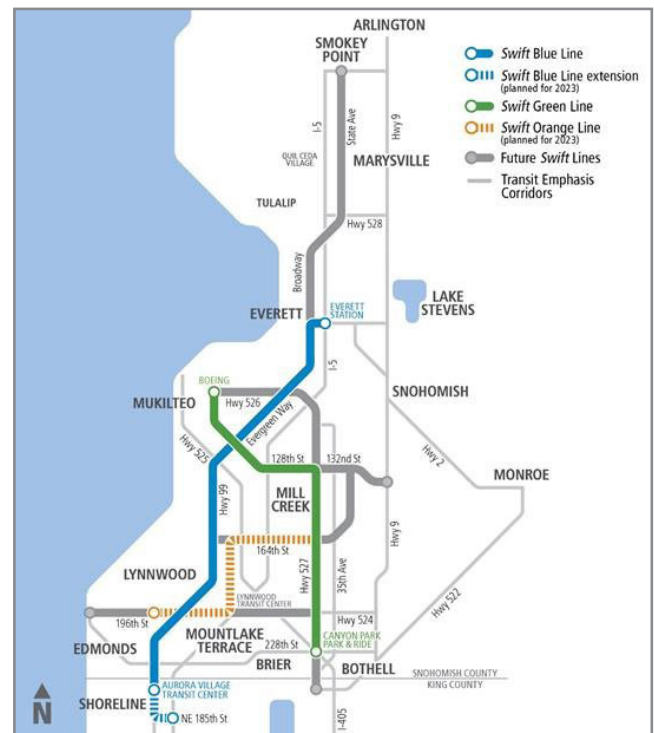 ARLINGTON
SMOKEY
POINT
Swift Blue Line
Swift Blue Line extension
(planned for 2023)
Swift Green Line
Swift Orange Line
(planned for 2023)
Future Swift Lines
Transit Emphasis
Corridors
I-5
State Ave
Hwy 9
QUIL CEDA
VILLAGE
MARYSVILLE
TULALIP
Hwy 528
Broadway
EVERETT
EVERETT
STATION
LAKE
STEVENS
I-5
BOEING
MUKILTEO
Hwy 526
SNOHOMISH
Evergreen Way
Hwy 525
128th St
132nd St
Hwy 2
MONROE
MILL
CREEK
Hwy 99
Hwy 9
164th St
Hwy 527
35th Ave
LYNNWOOD
LYNNWOOD
TRANSIT CENTER
Hwy 522
196th St
Hwy 524
EDMONDS
MOUNTLAKE
TERRACE
228th St
CANYON PARK
PARK & RIDE
BRIER
BOTHELL
SNOHOMISH COUNTY
KING COUNTY
AURORA VILLAGE
TRANSIT CENTER
SHORELINE
NE 185th St
I-405
N